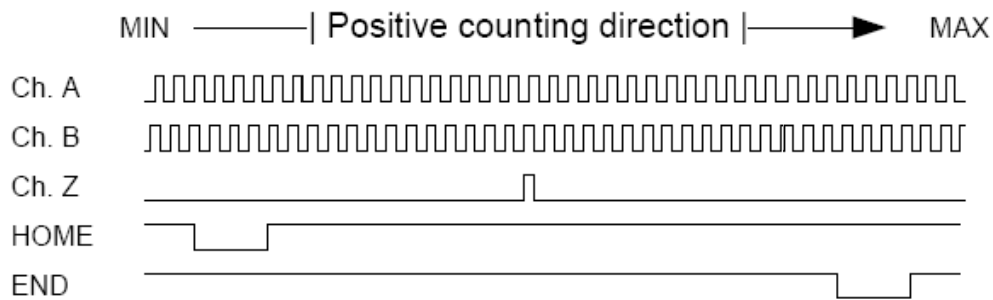 MIN | Positive counting direction | MAX
Ch. A
Ch. B
Ch. Z
HOME
END